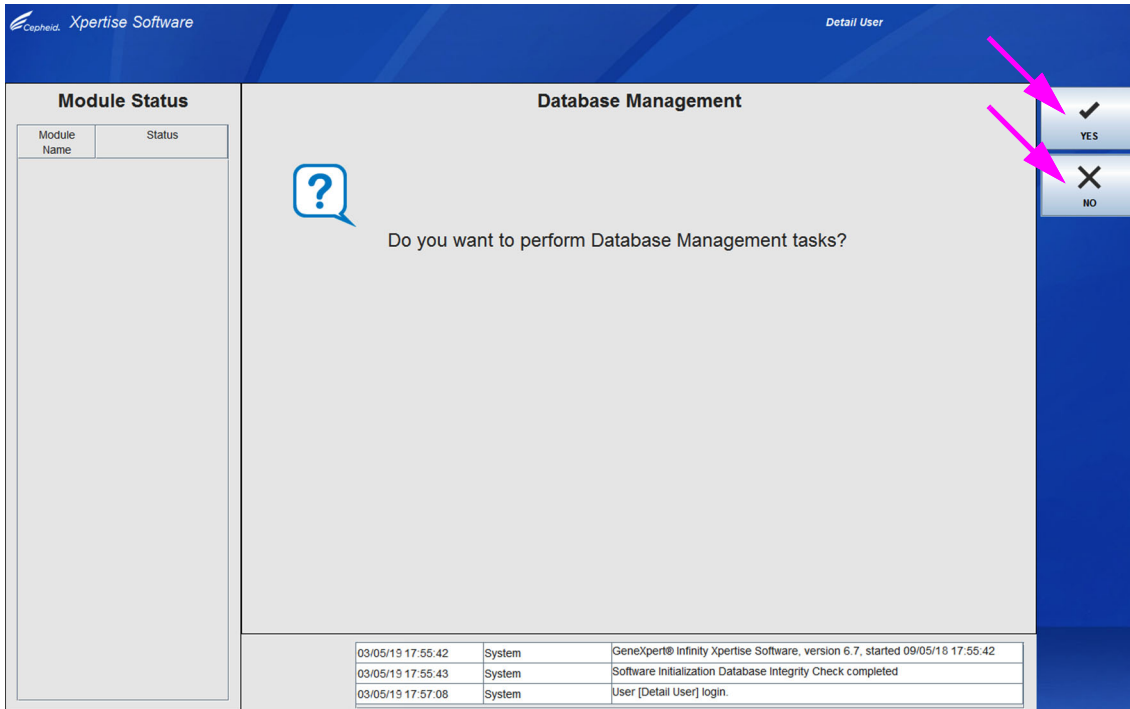 Cepheid. Xpertise Software
Detail User
Module Status
Module Name
Status
Database Management
Do you want to perform Database Management tasks?
YES
NO
03/05/19 17:55:42 System GeneXpert® Infinity Xpertise Software, version 6.7, started 09/05/18 17:55:42
03/05/19 17:55:43 System Software Initialization Database Integrity Check completed
03/05/19 17:57:08 System User [Detail User] login.